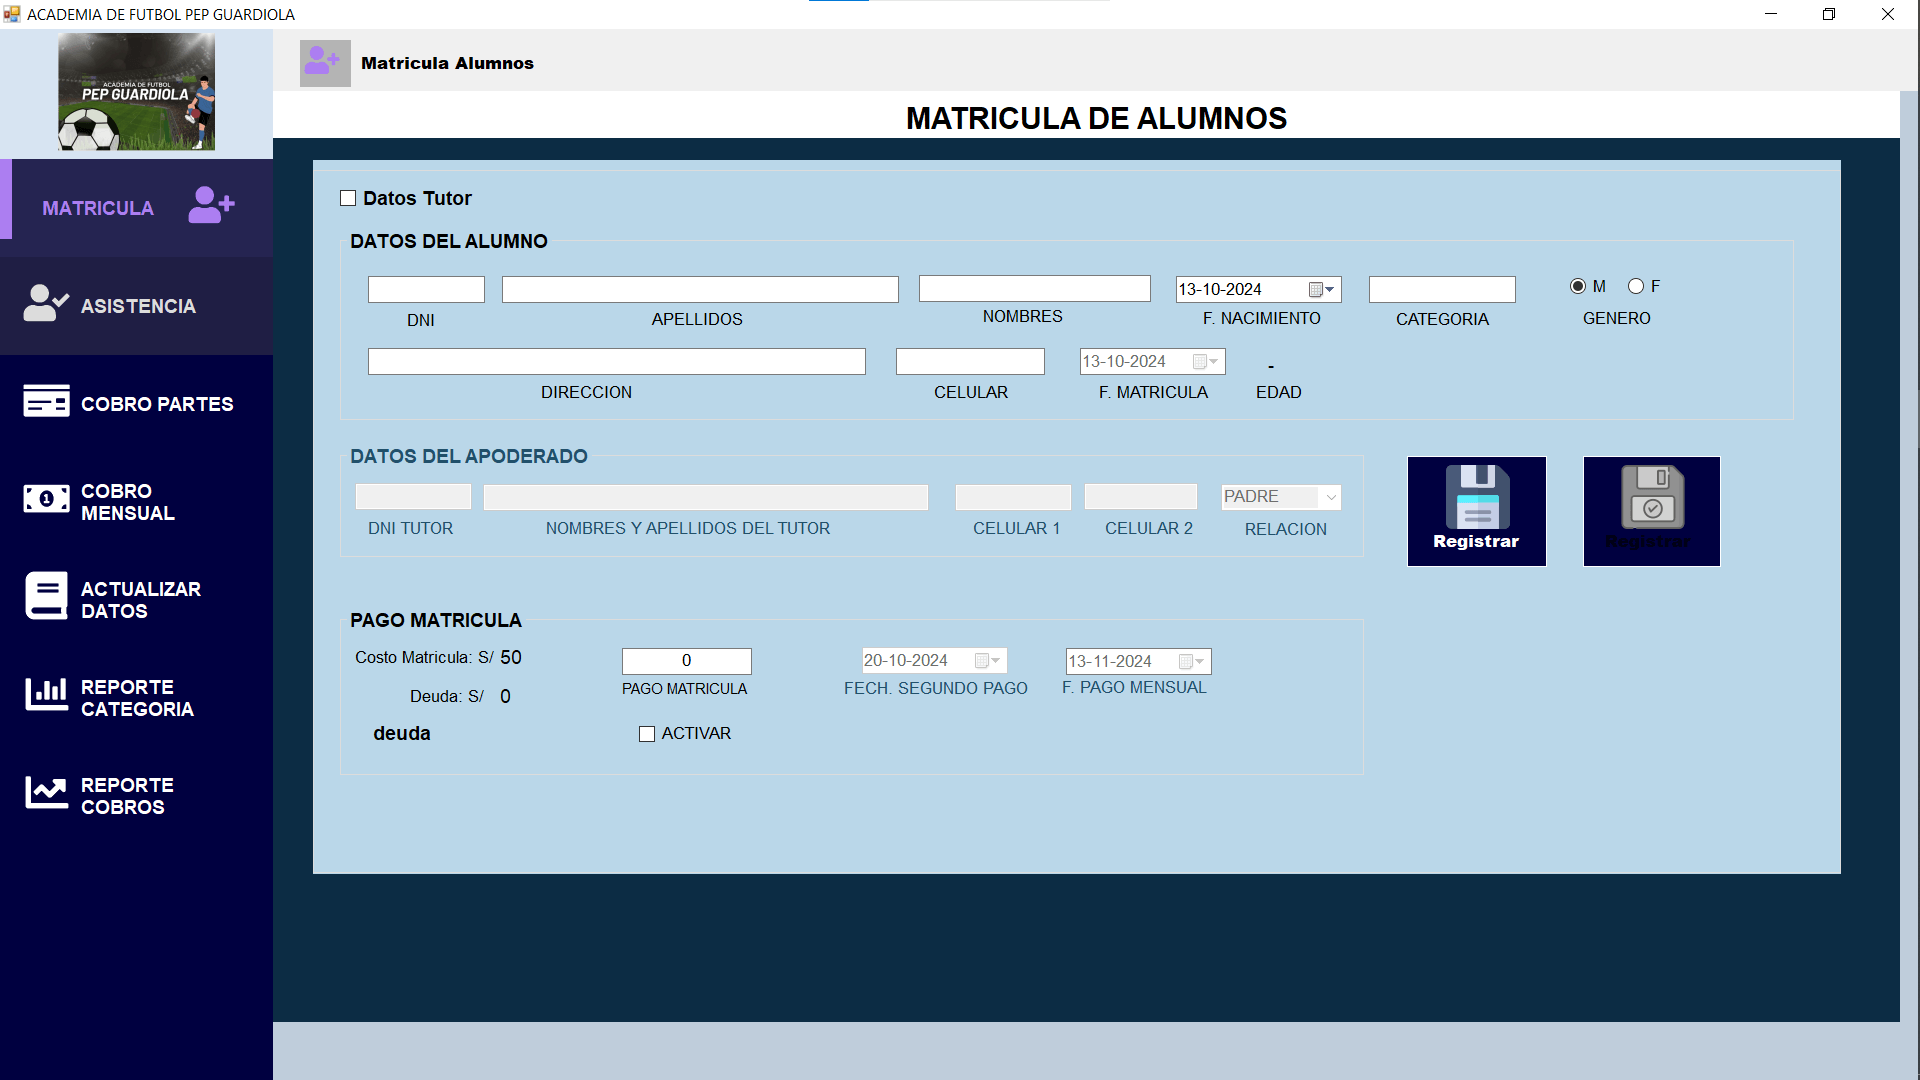 ACADEMIA DE FUTBOL PEP GUARDIOLA
ACADEMIA DE FUTBOL
PEP GUARDIOLA
Matricula Alumnos
MATRICULA DE ALUMNOS
MATRICULA
ASISTENCIA
COBRO PARTES
COBRO
MENSUAL
ACTUALIZAR
DATOS
REPORTE
CATEGORIA
REPORTE
COBROS
Datos Tutor
DATOS DEL ALUMNO
13-10-2024
M F
DNI APELLIDOS NOMBRES F. NACIMIENTO CATEGORIA GENERO
13-10-2024 -
DIRECCION CELULAR F. MATRICULA EDAD
DATOS DEL APODERADO
PADRE
DNI TUTOR NOMBRES Y APELLIDOS DEL TUTOR CELULAR 1 CELULAR 2 RELACION
Registrar
Registrar
PAGO MATRICULA
Costo Matricula: S/ 50
0 20-10-2024 13-11-2024
Deuda: S/ 0
PAGO MATRICULA FECH. SEGUNDO PAGO F. PAGO MENSUAL
deuda
ACTIVAR